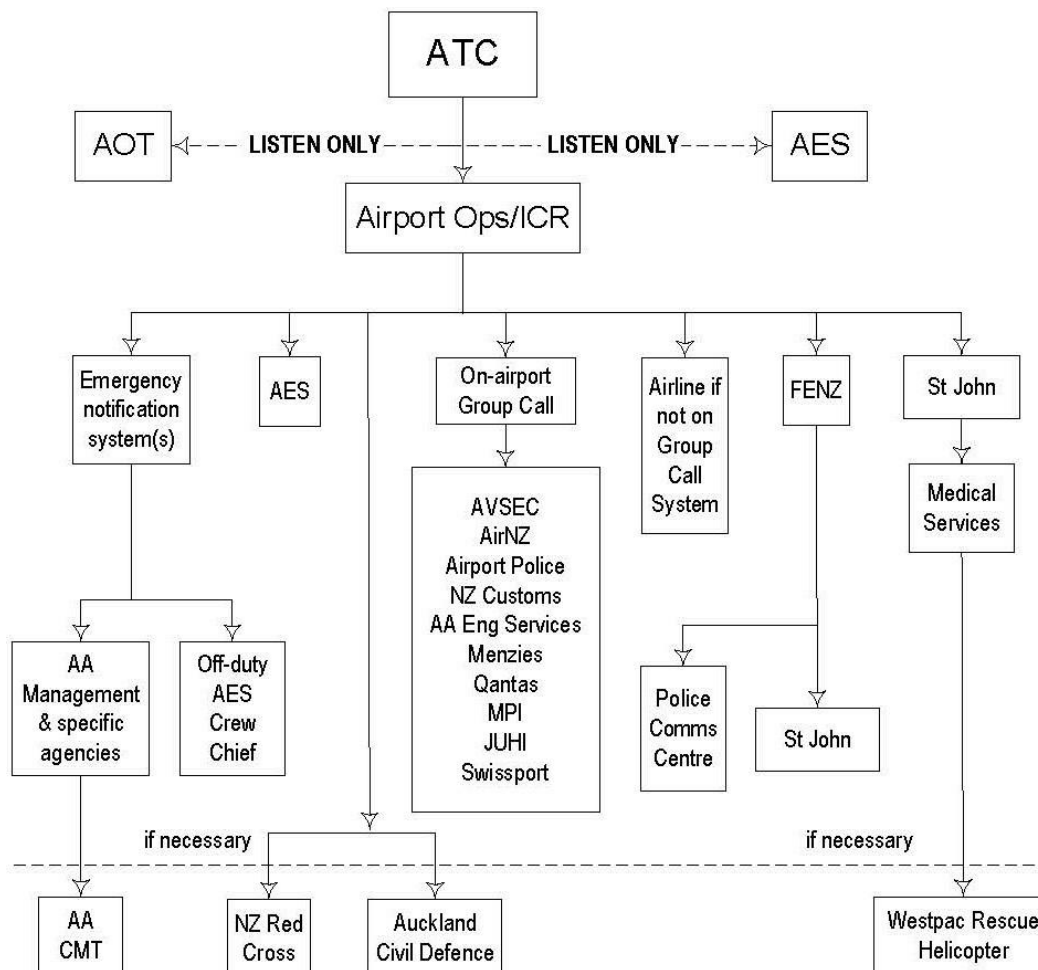 ATC
AOT
LISTEN ONLY
LISTEN ONLY
AES
Airport Ops/ICR
Emergency
notification
system(s)
AES
On-airport
Group Call
Airline if
not on
Group
Call
System
FENZ
St John
AVSEC
AirNZ
Airport Police
NZ Customs
AA Eng Services
Menzies
Qantas
MPI
JUHI
Swissport
Medical
Services
AA
Management
& specific
agencies
Off-duty
AES
Crew
Chief
Police
Comms
Centre
St John
if necessary
if necessary
AA
CMT
NZ Red
Cross
Auckland
Civil Defence
Westpac Rescue
Helicopter